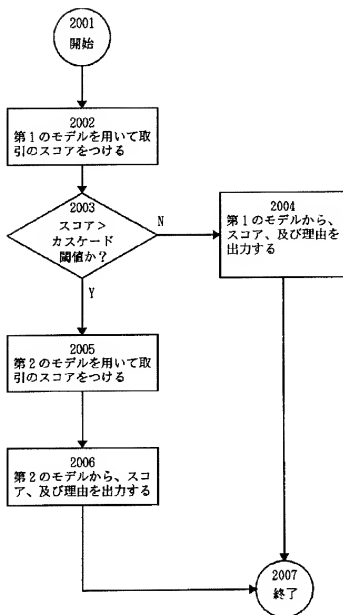 2001
開始
2002
第1のモデルを用いて取
引のスコアをつける
2003
スコア>
カスケード
閾値か?
N
2004
第1のモデルから、
スコア、及び理由を
出力する
Y
2005
第2のモデルを用いて取
引のスコアをつける
2006
第2のモデルから、スコ
ア、及び理由を出力する
2007
終了